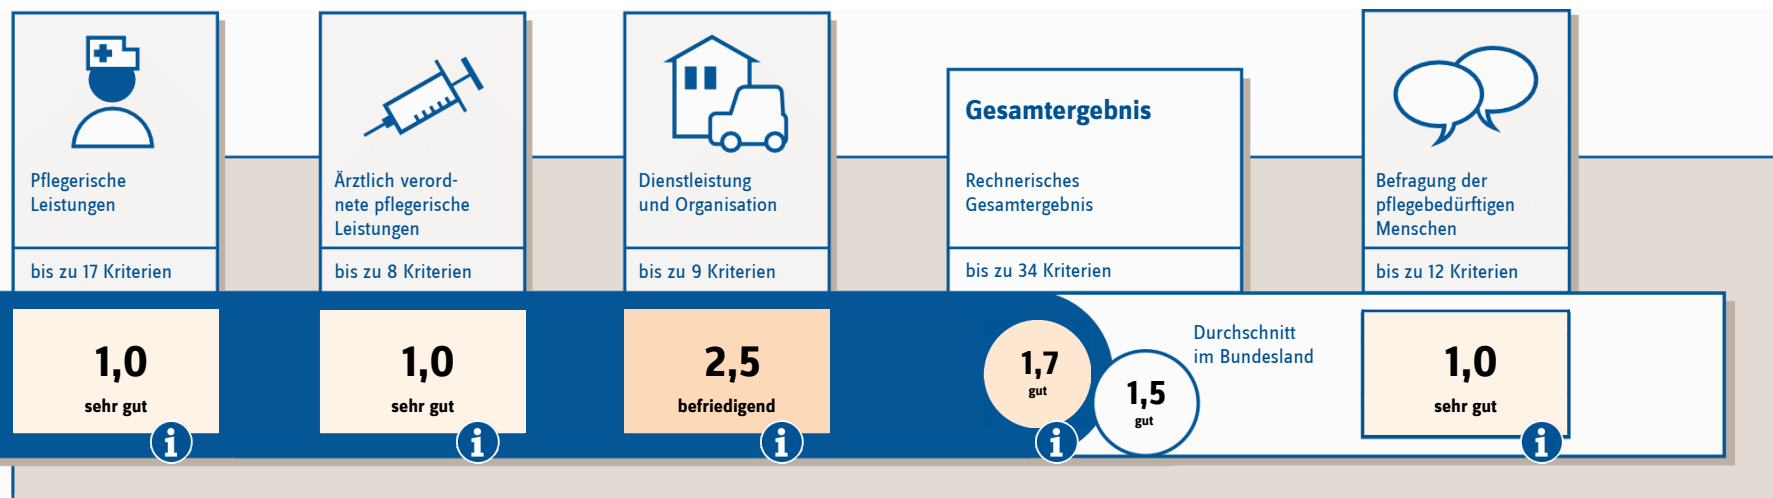 Pflegerische
Leistungen
bis zu 17 Kriterien
1,0
sehr gut
i
Ärztlich verord-
nete pflegerische
Leistungen
bis zu 8 Kriterien
1,0
sehr gut
i
Dienstleistung
und Organisation
bis zu 9 Kriterien
2,5
befriedigend
i
Gesamtergebnis
Rechnerisches
Gesamtergebnis
bis zu 34 Kriterien
1,7
gut
i
1,5
gut
Durchschnitt
im Bundesland
Befragung der
pflegebedürftigen
Menschen
bis zu 12 Kriterien
1,0
sehr gut
i